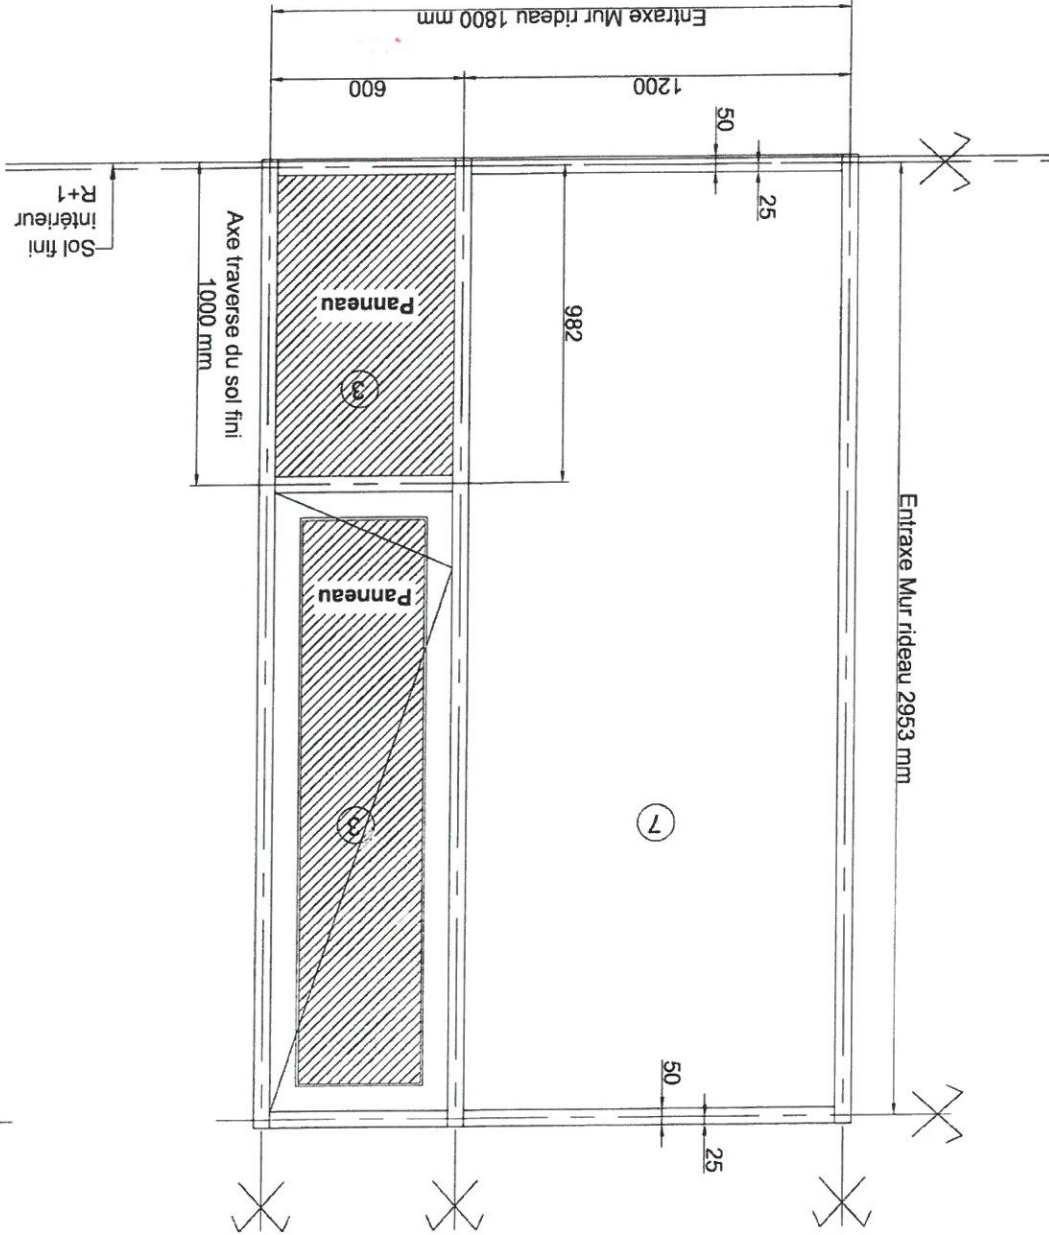 25
50
7
3
Entraxe Mur rideau 2953 mm
Panneau
3
982
Axe traverse du sol fini
1000 mm
Panneau
Sol fini
intérieur
R+1
25
50
1200
600
Entraxe Mur rideau 1800 mm